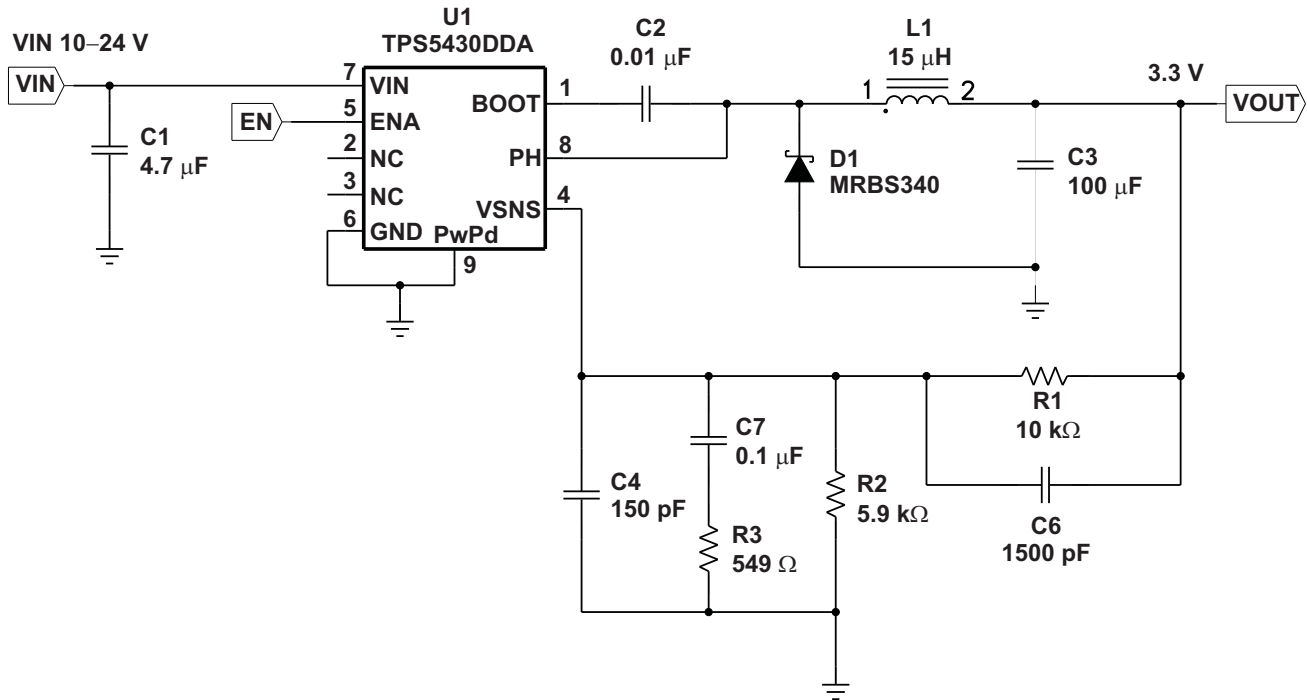 U1
TPS5430DDA
VIN 10–24 V
VIN
EN
C1
4.7 μF
7
5
2
3
6
VIN
ENA
NC
NC
GND
BOOT
PH
VSNS
PwPd
1
8
4
9
C2
0.01 μF
L1
15 μH
1
2
3.3 V
VOUT
D1
MRBS340
C3
100 μF
R1
10 kΩ
C7
0.1 μF
C4
150 pF
R2
5.9 kΩ
R3
549 Ω
C6
1500 pF